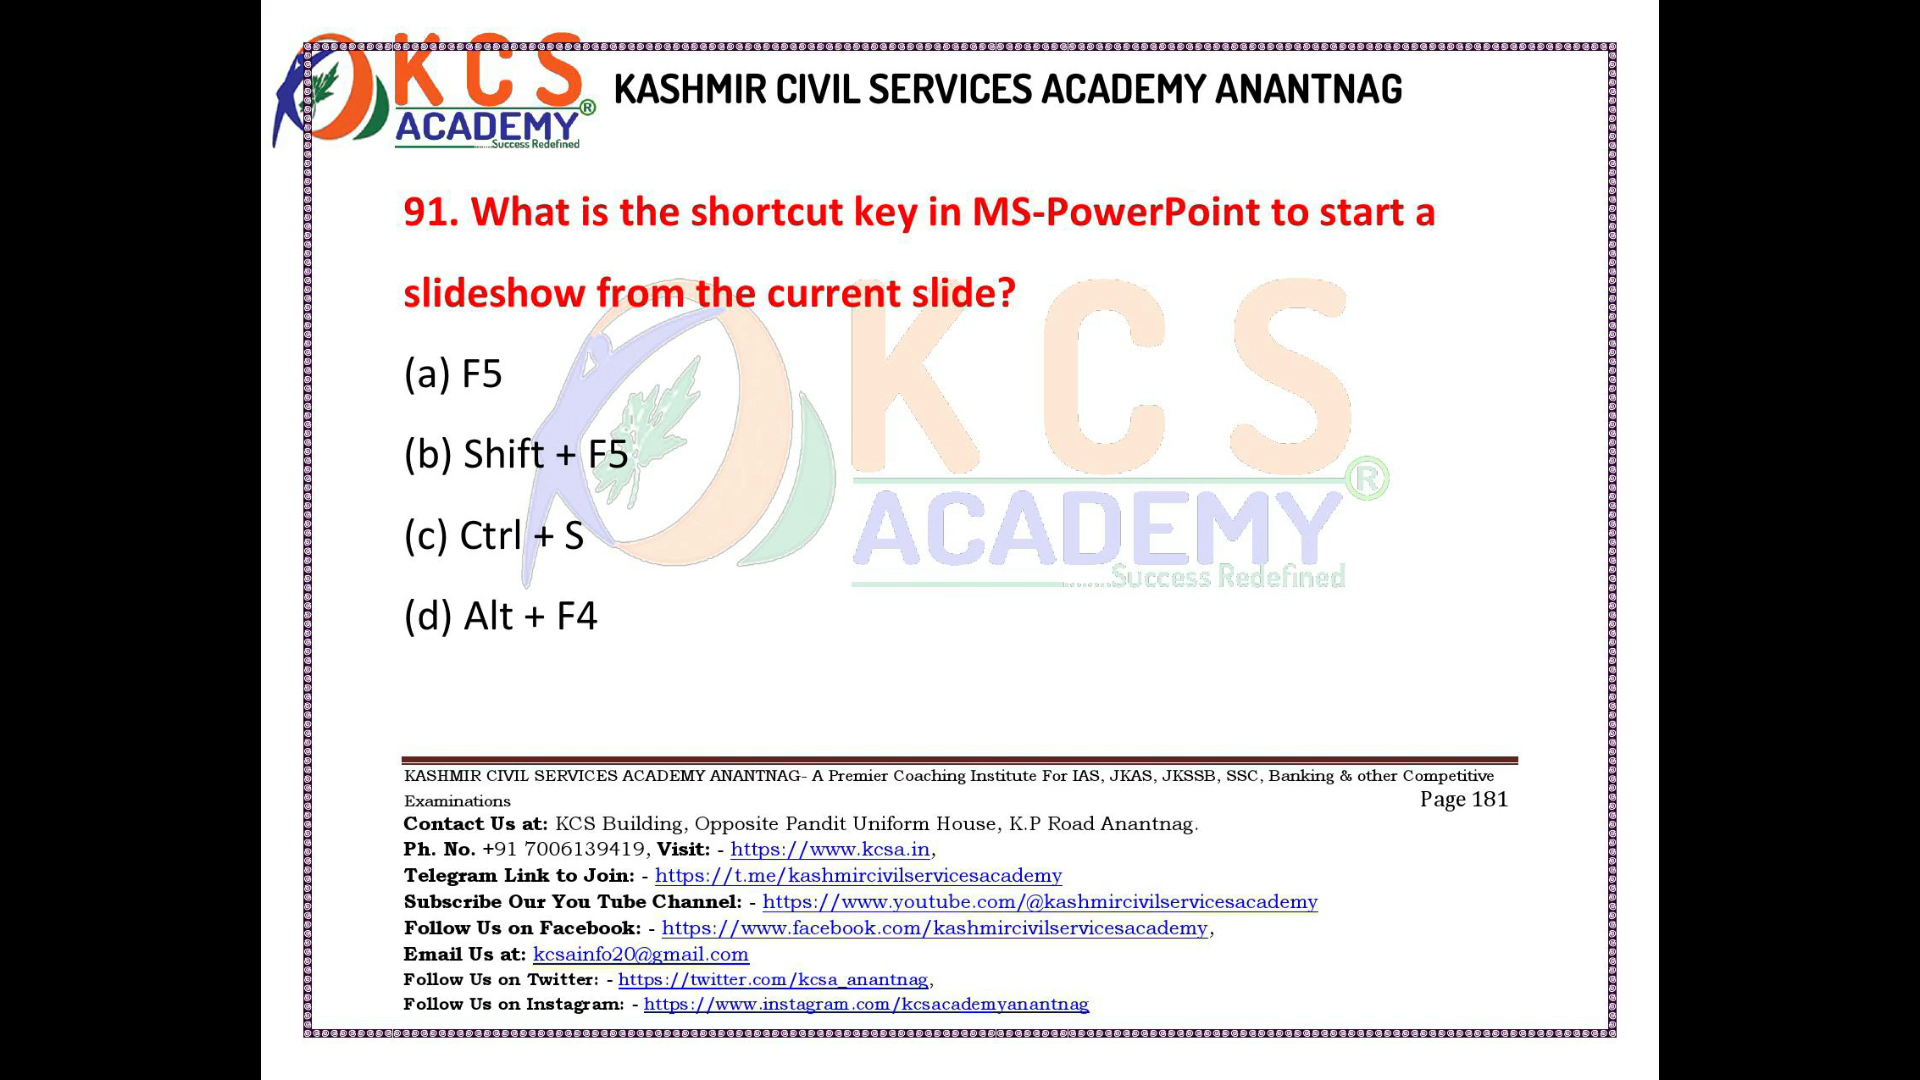 KCS
ACADEMY®
......Success Redefined
KASHMIR CIVIL SERVICES ACADEMY ANANTNAG
91. What is the shortcut key in MS-PowerPoint to start a
slideshow from the current slide?
(a) F5
(b) Shift + F5
(c) Ctrl + S
(d) Alt + F4
KCS
ACADEMY®
.......Success Redefined
KASHMIR CIVIL SERVICES ACADEMY ANANTNAG- A Premier Coaching Institute For IAS, JKAS, JKSSB, SSC, Banking & other Competitive
Examinations Page 181
Contact Us at: KCS Building, Opposite Pandit Uniform House, K.P Road Anantnag.
Ph. No. +91 7006139419, Visit: - https://www.kcsa.in,
Telegram Link to Join: - https://t.me/kashmircivilservicesacademy
Subscribe Our You Tube Channel: - https://www.youtube.com/@kashmircivilservicesacademy
Follow Us on Facebook: - https://www.facebook.com/kashmircivilservicesacademy,
Email Us at: kcsainfo20@gmail.com
Follow Us on Twitter: - https://twitter.com/kcsa_anantnag,
Follow Us on Instagram: - https://www.instagram.com/kcsacademyanantnag